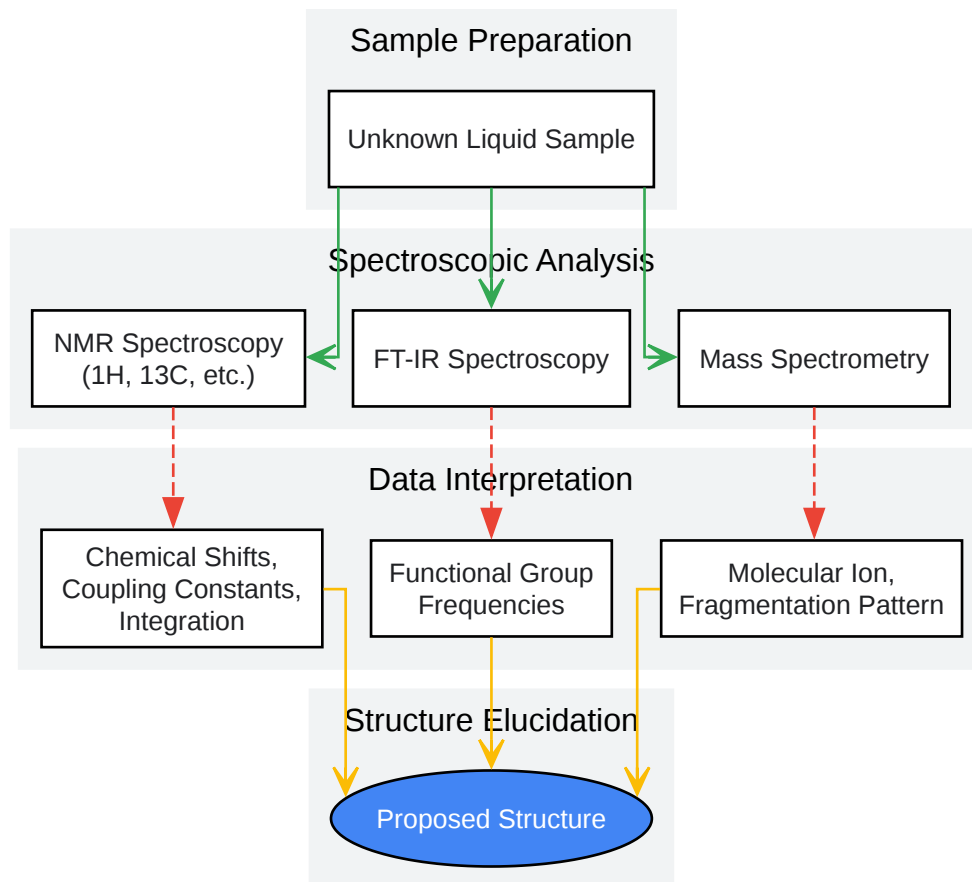 Sample Preparation
Unknown Liquid Sample
Spectroscopic Analysis
NMR Spectroscopy
(1H, 13C, etc.)
FT-IR Spectroscopy
Mass Spectrometry
Data Interpretation
Chemical Shifts,
Coupling Constants,
Integration
Functional Group
Frequencies
Molecular Ion,
Fragmentation Pattern
Structure Elucidation
Proposed Structure